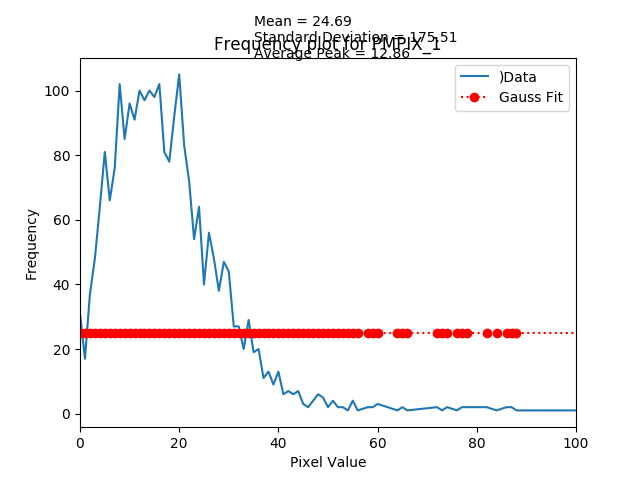 Mean = 24.69
Standard Deviation = 175.51
Frequency plot for PMPIX_1
Average Peak = 12.86
)Data
Gauss Fit
Frequency
100
80
60
40
20
0
0 20 40 60 80 100
Pixel Value